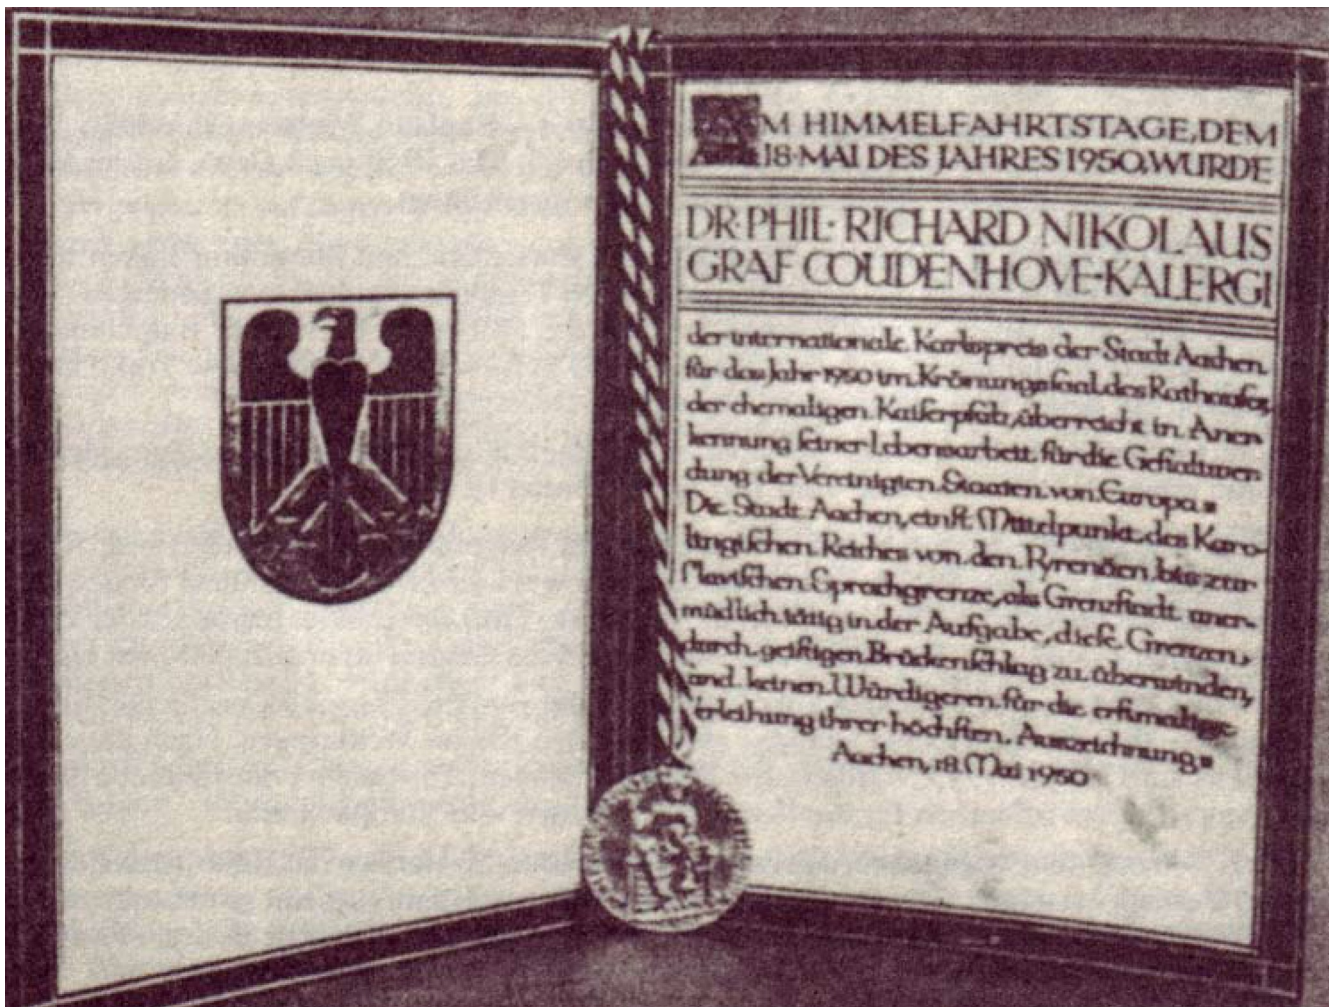 AM HIMMELFAHRTSTAGE, DEM
18·MAI DES JAHRES 1950, WURDE
DR·PHIL·RICHARD NIKOLAUS
GRAF COUDENHOVE-KALERGI
der internationale Karlspreis der Stadt Aachen
für das Jahr 1950 im Krönungsſaal des Rathauſes,
der ehemaligen Kaiſerpfalz, überreicht in Aner-
kennung ſeiner Lebensarbeit für die Geſtaltwer-
dung der Vereinigten Staaten von Europa
Die Stadt Aachen, einſt Mittelpunkt des Karo-
lingiſchen Reiches von den Pyrenäen bis zur
ſlaviſchen Sprachgrenze, als Grenzſtadt uner-
müdlich tätig in der Aufgabe, dieſe Grenzen,
durch geiſtigen Brückenſchlag zu überwinden,
fand keinen Würdigeren für die erſtmalige
Verleihung ihrer höchſten Auszeichnung
Aachen, 18. Mai 1950